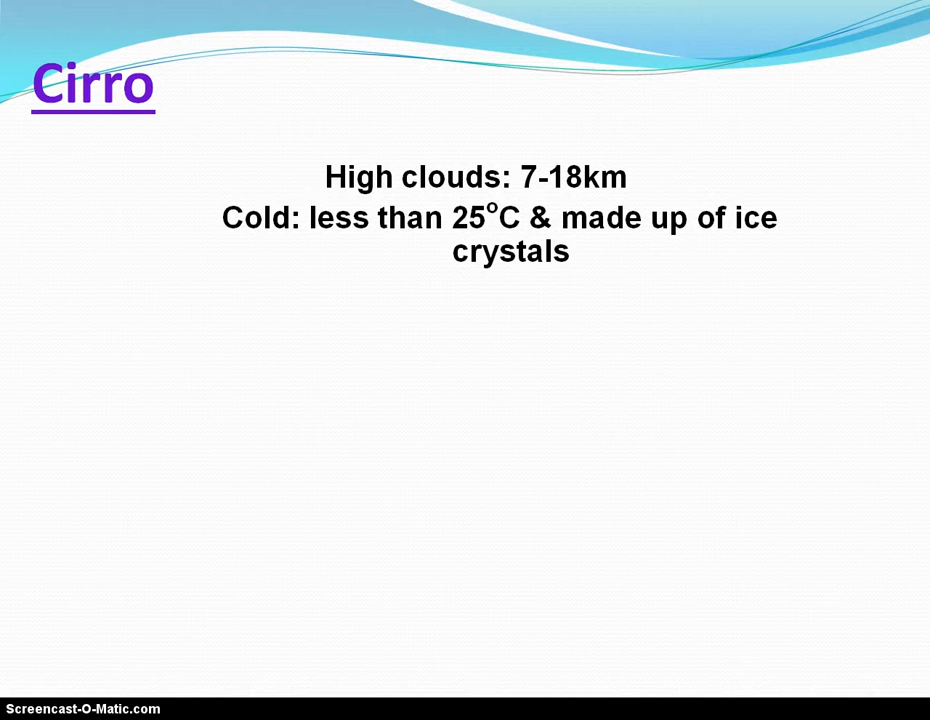 Cirro
High clouds: 7-18km
Cold: less than 25°C & made up of ice
crystals
Screencast-O-Matic.com